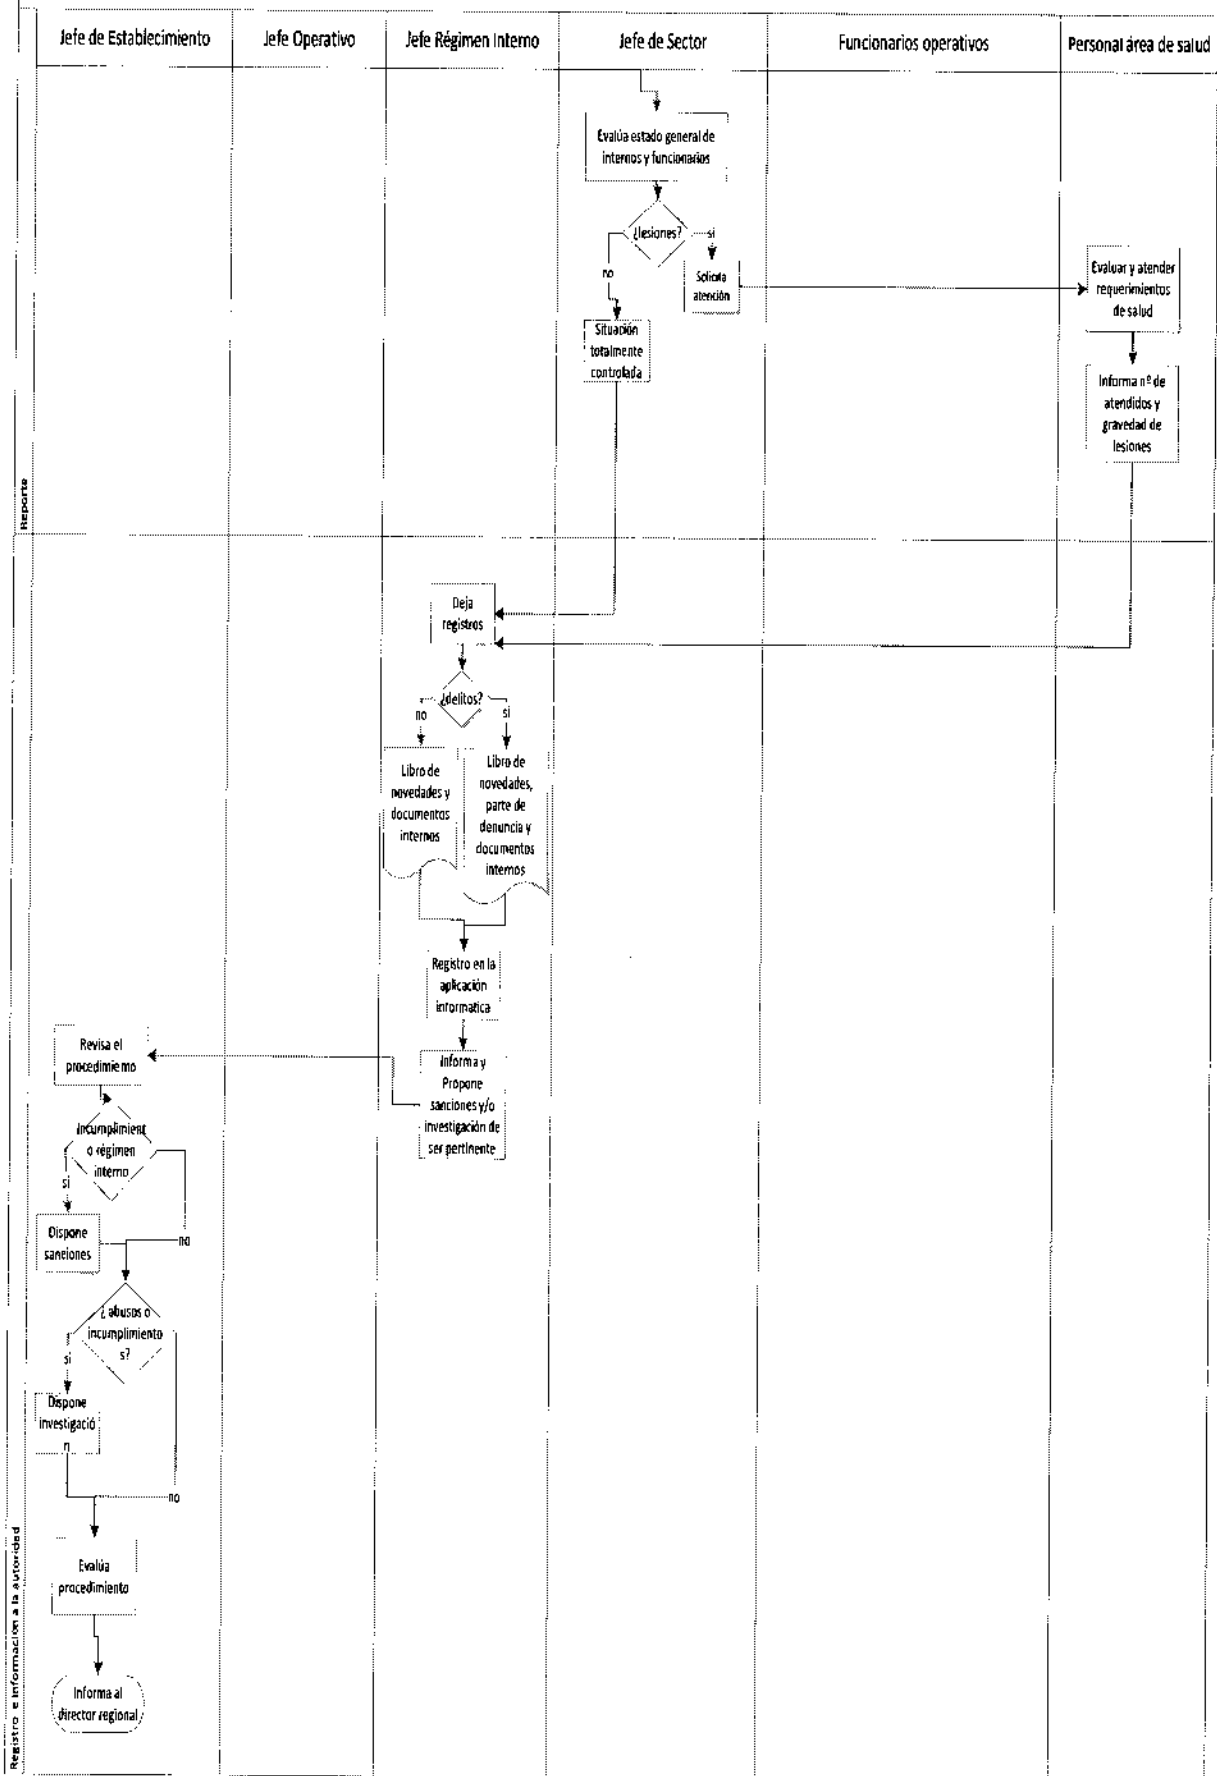 Jefe de Establecimiento
Jefe Operativo
Jefe Régimen Interno
Jefe de Sector
Funcionarios operativos
Personal área de salud
Reporte
Evalúa estado general de
internos y funcionarios
¿lesiones?
si
no
Solicita
atención
Evaluar y atender
requerimientos
de salud
Situación
totalmente
controlada
Informa nº de
atendidos y
gravedad de
lesiones
Registro e información a la autoridad
Deja
registros
¿delitos?
no
si
Libro de
novedades y
documentos
internos
Libro de
novedades,
parte de
denuncia y
documentos
internos
Registro en la
aplicación
informatica
Informa y
Propone
sanciones y/o
investigación de
ser pertinente
Revisa el
procedimiento
Incumplimient
o régimen
interno
si
no
Dispone
sanciones
¿ abusos o
incumplimiento
s?
si
no
Dispone
investigació
n
Evalúa
procedimiento
Informa al
director regional